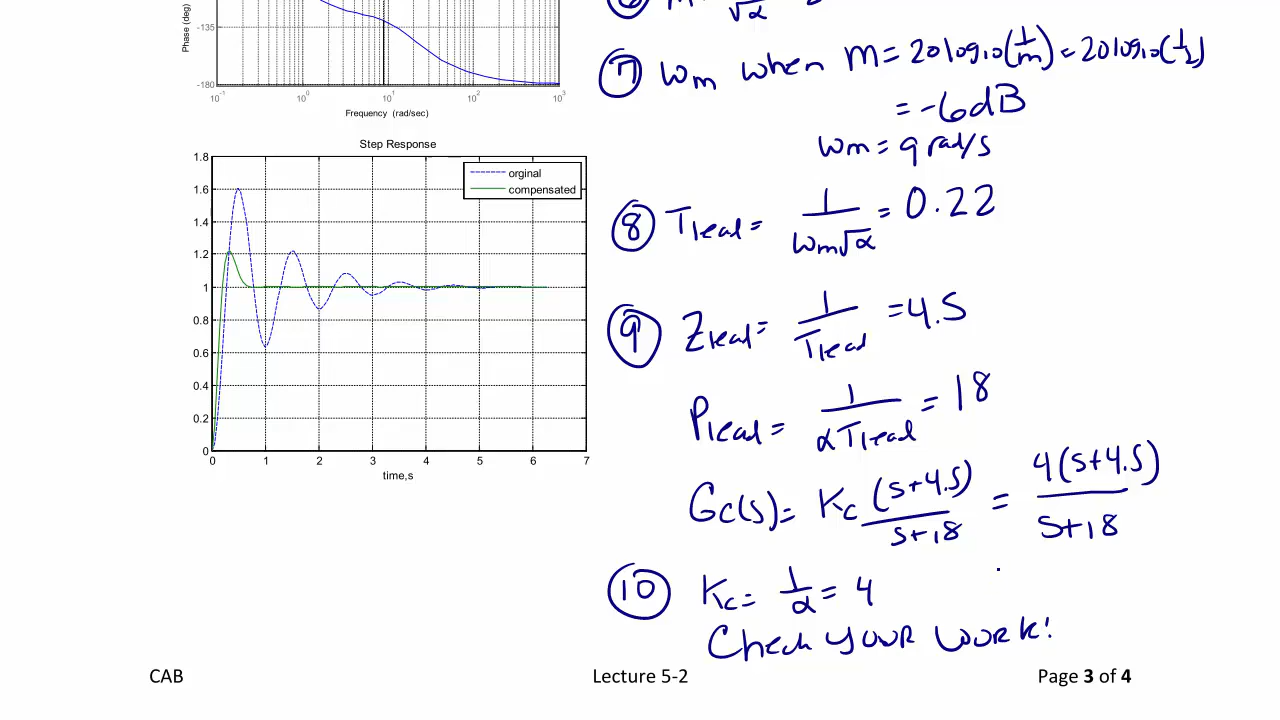 Phase (deg)
-135
-180
10^-1 10^0 10^1 10^2 10^3
Frequency (rad/sec)
Step Response
orginal
compensated
1.8
1.6
1.4
1.2
1
0.8
0.6
0.4
0.2
0
0 1 2 3 4 5 6 7
time,s
√α
⑦ ωm when m = 20log10(1/m) = 20log10(1/2)
= -6dB
ωm = 9 rad/s
⑧ Tlead = 1/(ωm√α) = 0.22
⑨ Zlead = 1/Tlead = 4.5
Plead = 1/(αTlead) = 18
Gc(s) = Kc (s+4.5)/(s+18) = 4(s+4.5)/(s+18)
⑩ Kc = 1/α = 4
Check your work!
CAB Lecture 5-2 Page 3 of 4